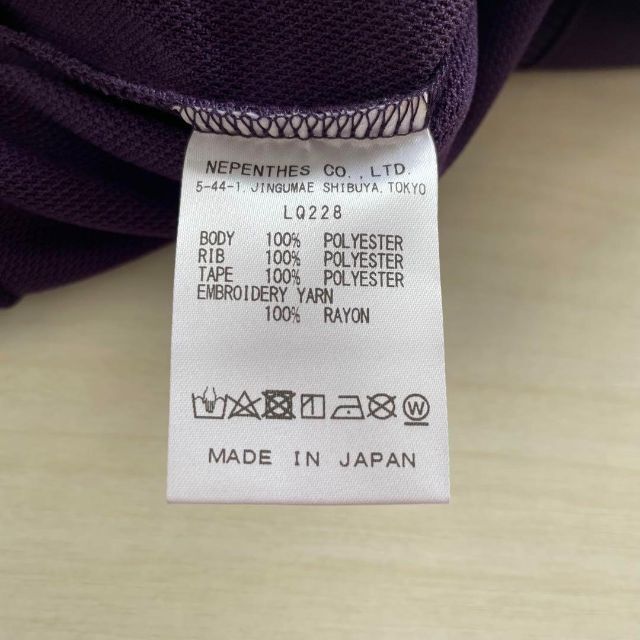 NEPENTHES CO., LTD.
5-44-1, JINGUMAE SHIBUYA, TOKYO
LQ228
BODY 100% POLYESTER
RIB 100% POLYESTER
TAPE 100% POLYESTER
EMBROIDERY YARN
100% RAYON
W
MADE IN JAPAN